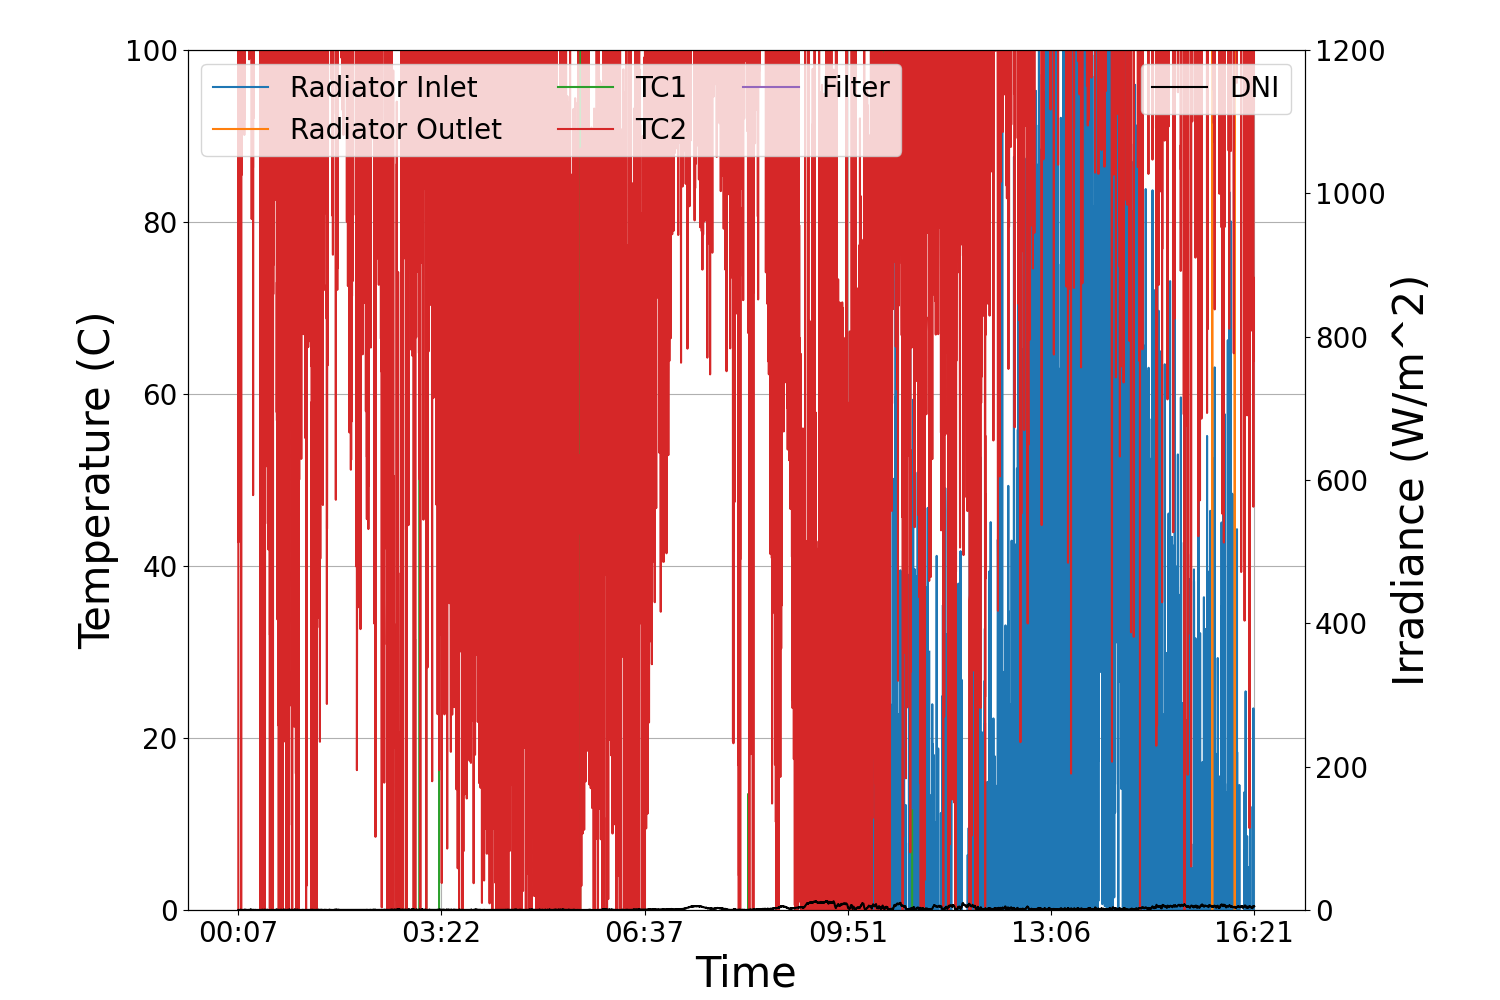 Radiator Inlet
Radiator Outlet
TC1
TC2
Filter
DNI
Temperature (C)
100
80
60
40
20
0
Irradiance (W/m^2)
1200
1000
800
600
400
200
0
00:07 03:22 06:37 09:51 13:06 16:21
Time